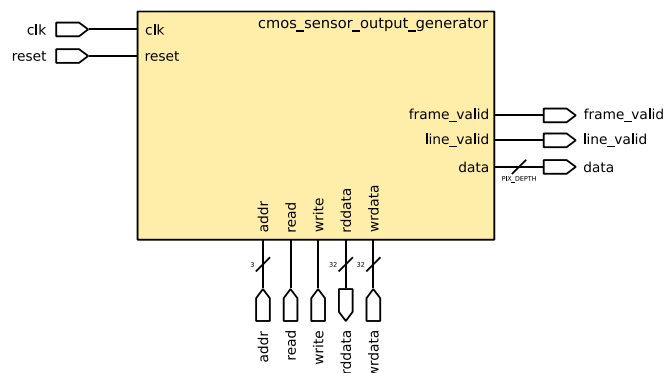 cmos_sensor_output_generator
clk clk
reset reset
frame_valid frame_valid
line_valid line_valid
data PIX_DEPTH data
addr read write rddata wrdata
3 32 32
addr read write rddata wrdata